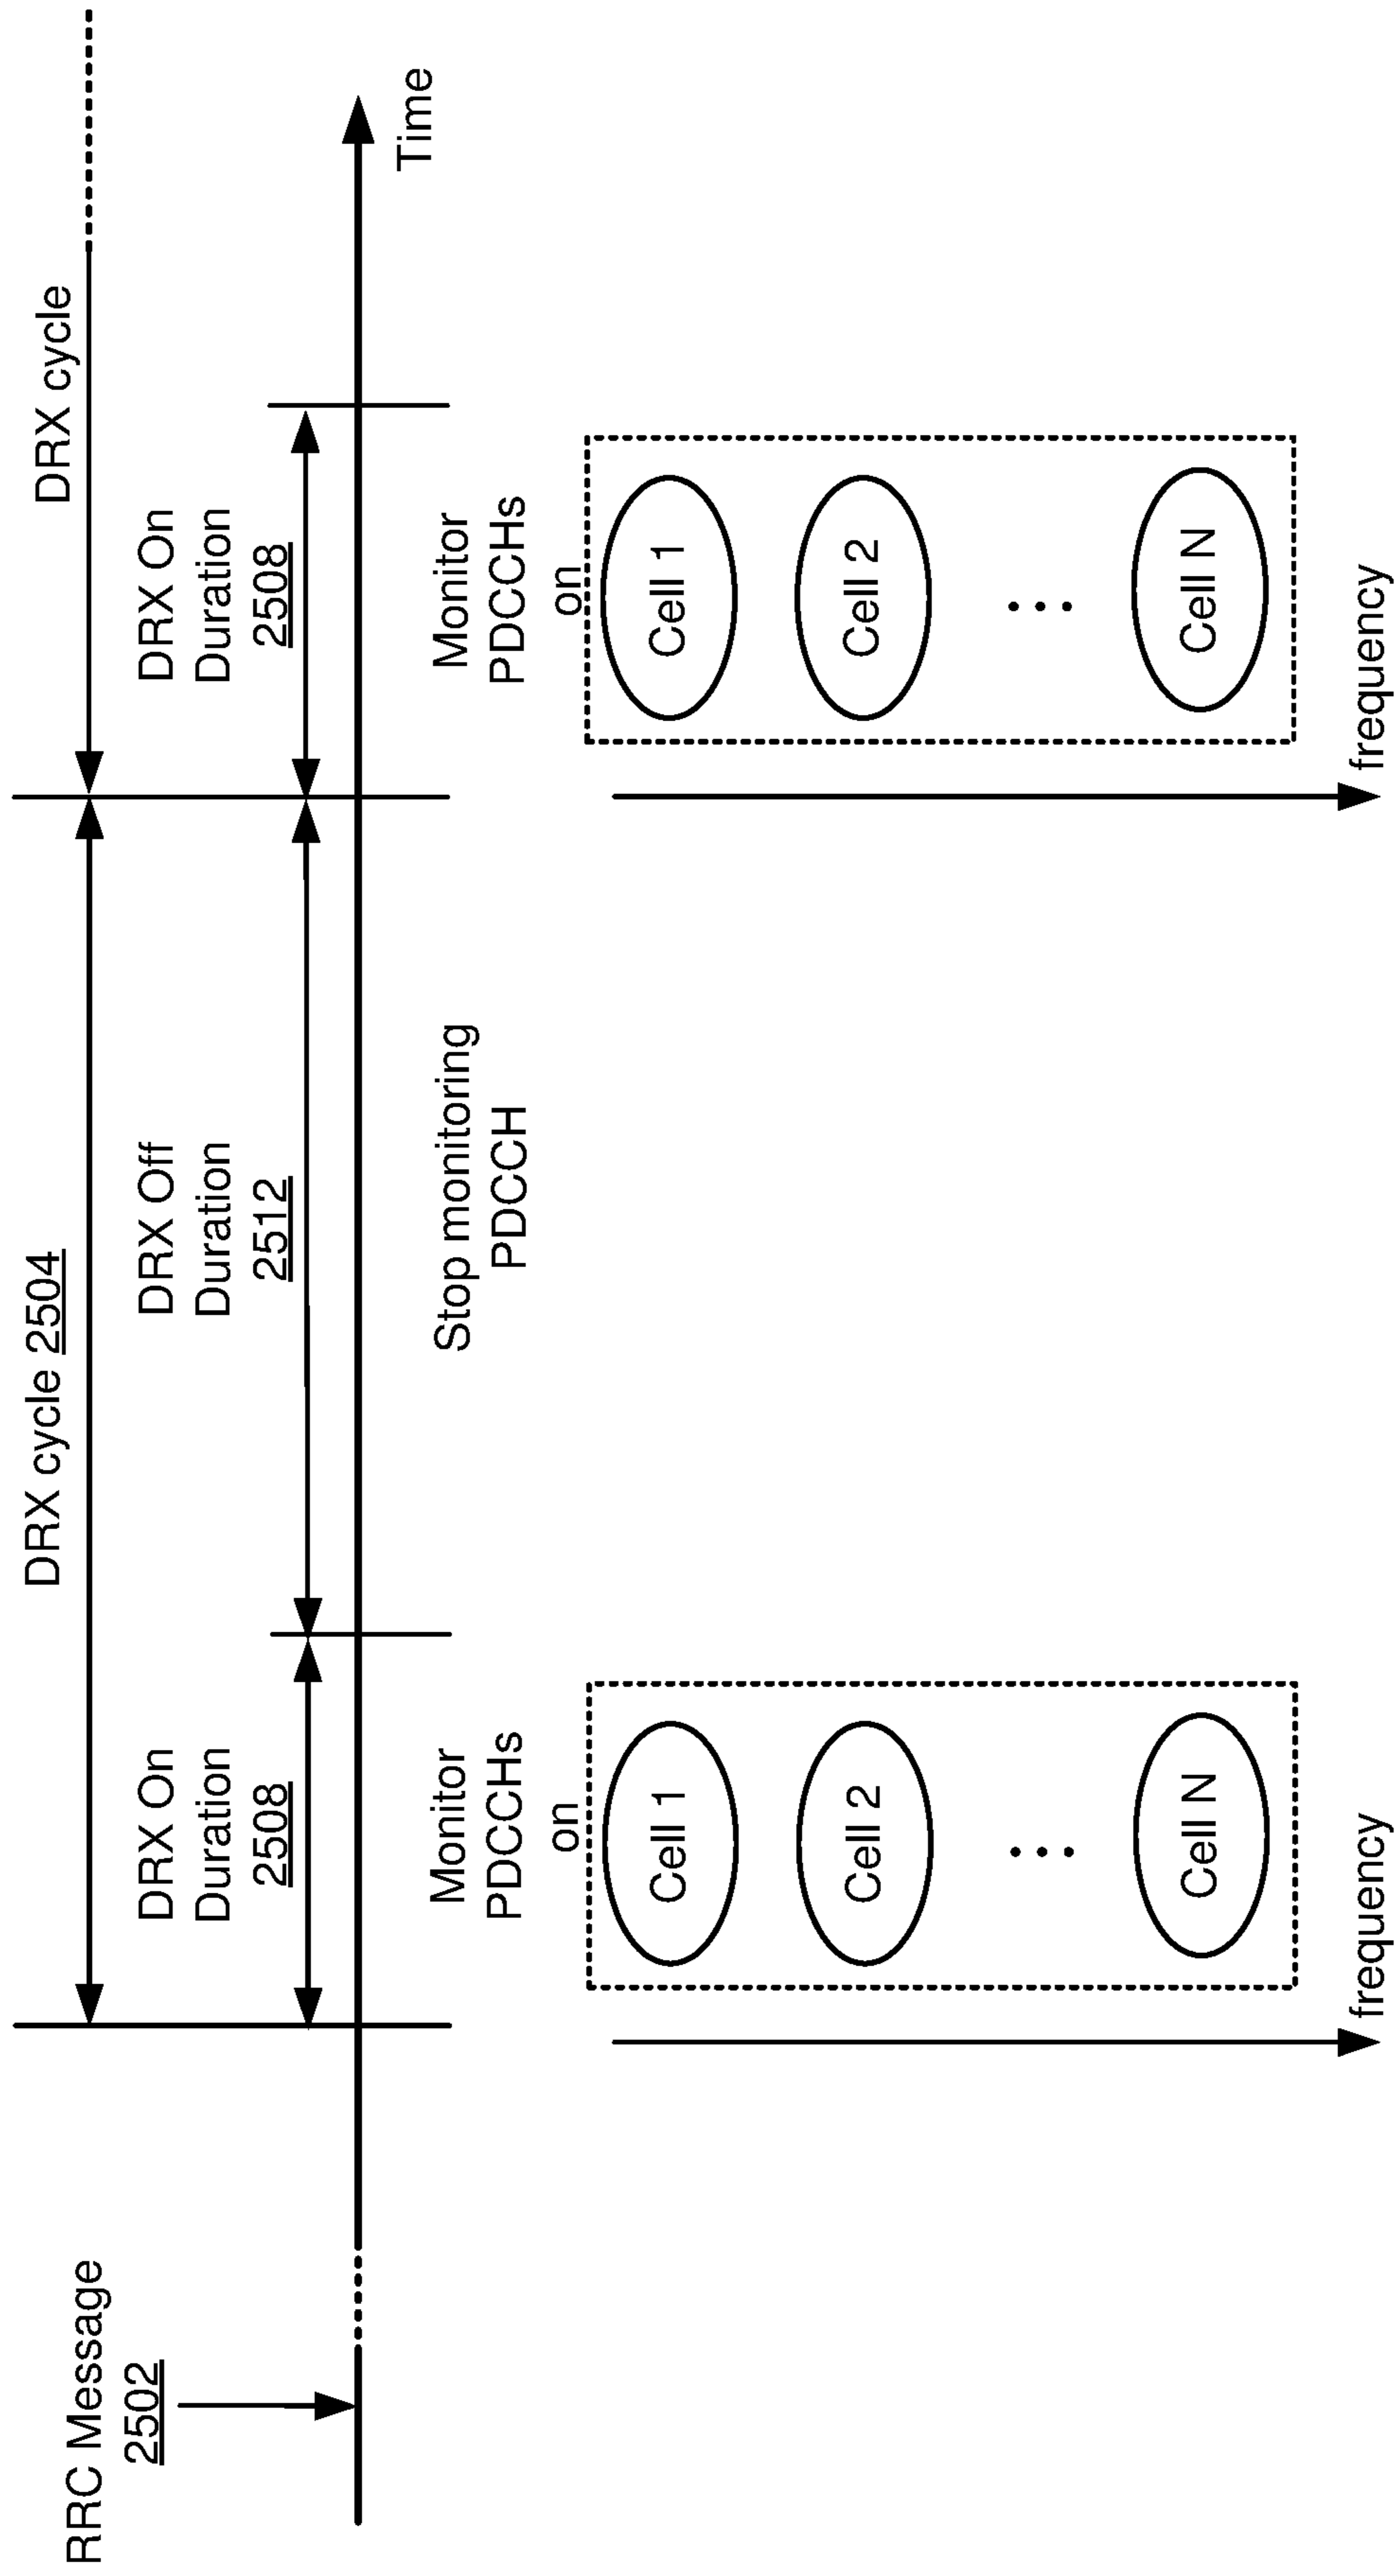 RRC Message
2502
DRX cycle 2504
DRX cycle
DRX On
Duration
2508
DRX Off
Duration
2512
DRX On
Duration
2508
Time
Monitor
PDCCHs
on
Stop monitoring
PDCCH
Monitor
PDCCHs
on
Cell 1
Cell 2
...
Cell N
frequency
Cell 1
Cell 2
...
Cell N
frequency